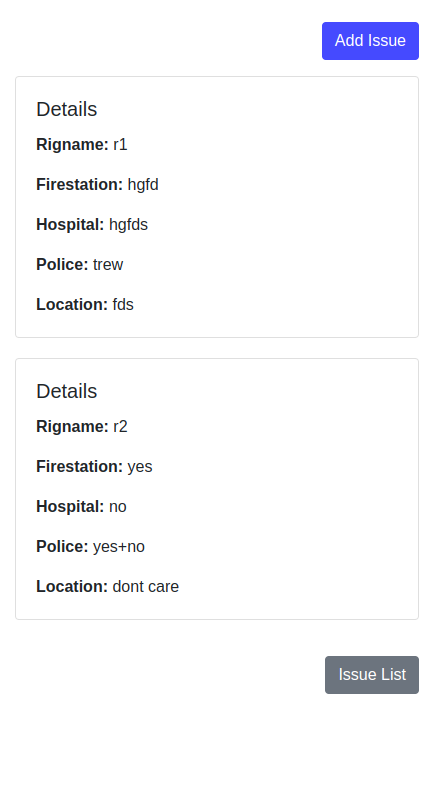 Add Issue
Details
Rigname: r1
Firestation: hgfd
Hospital: hgfds
Police: trew
Location: fds
Details
Rigname: r2
Firestation: yes
Hospital: no
Police: yes+no
Location: dont care
Issue List